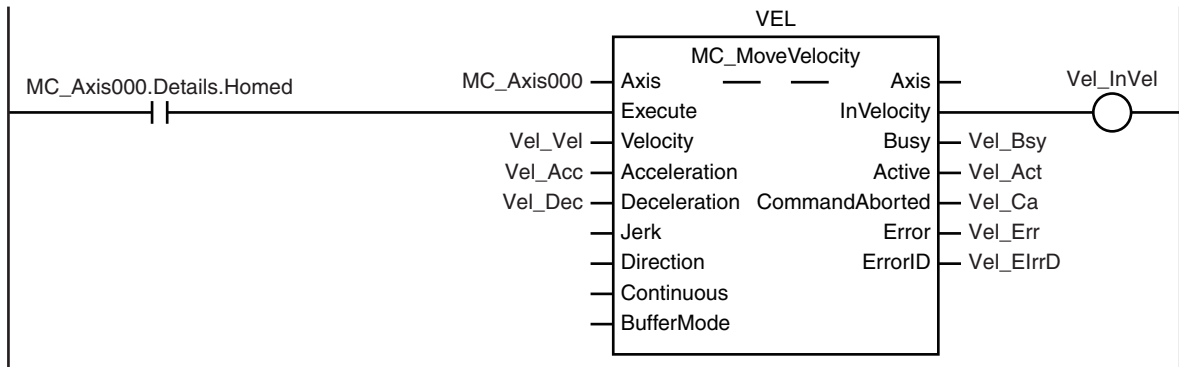 VEL
MC_MoveVelocity
MC_Axis000.Details.Homed
MC_Axis000 Axis Axis Vel_InVel
Execute InVelocity
Vel_Vel Velocity Busy Vel_Bsy
Vel_Acc Acceleration Active Vel_Act
Vel_Dec Deceleration CommandAborted Vel_Ca
Jerk Error Vel_Err
Direction ErrorID Vel_EIrrD
Continuous
BufferMode